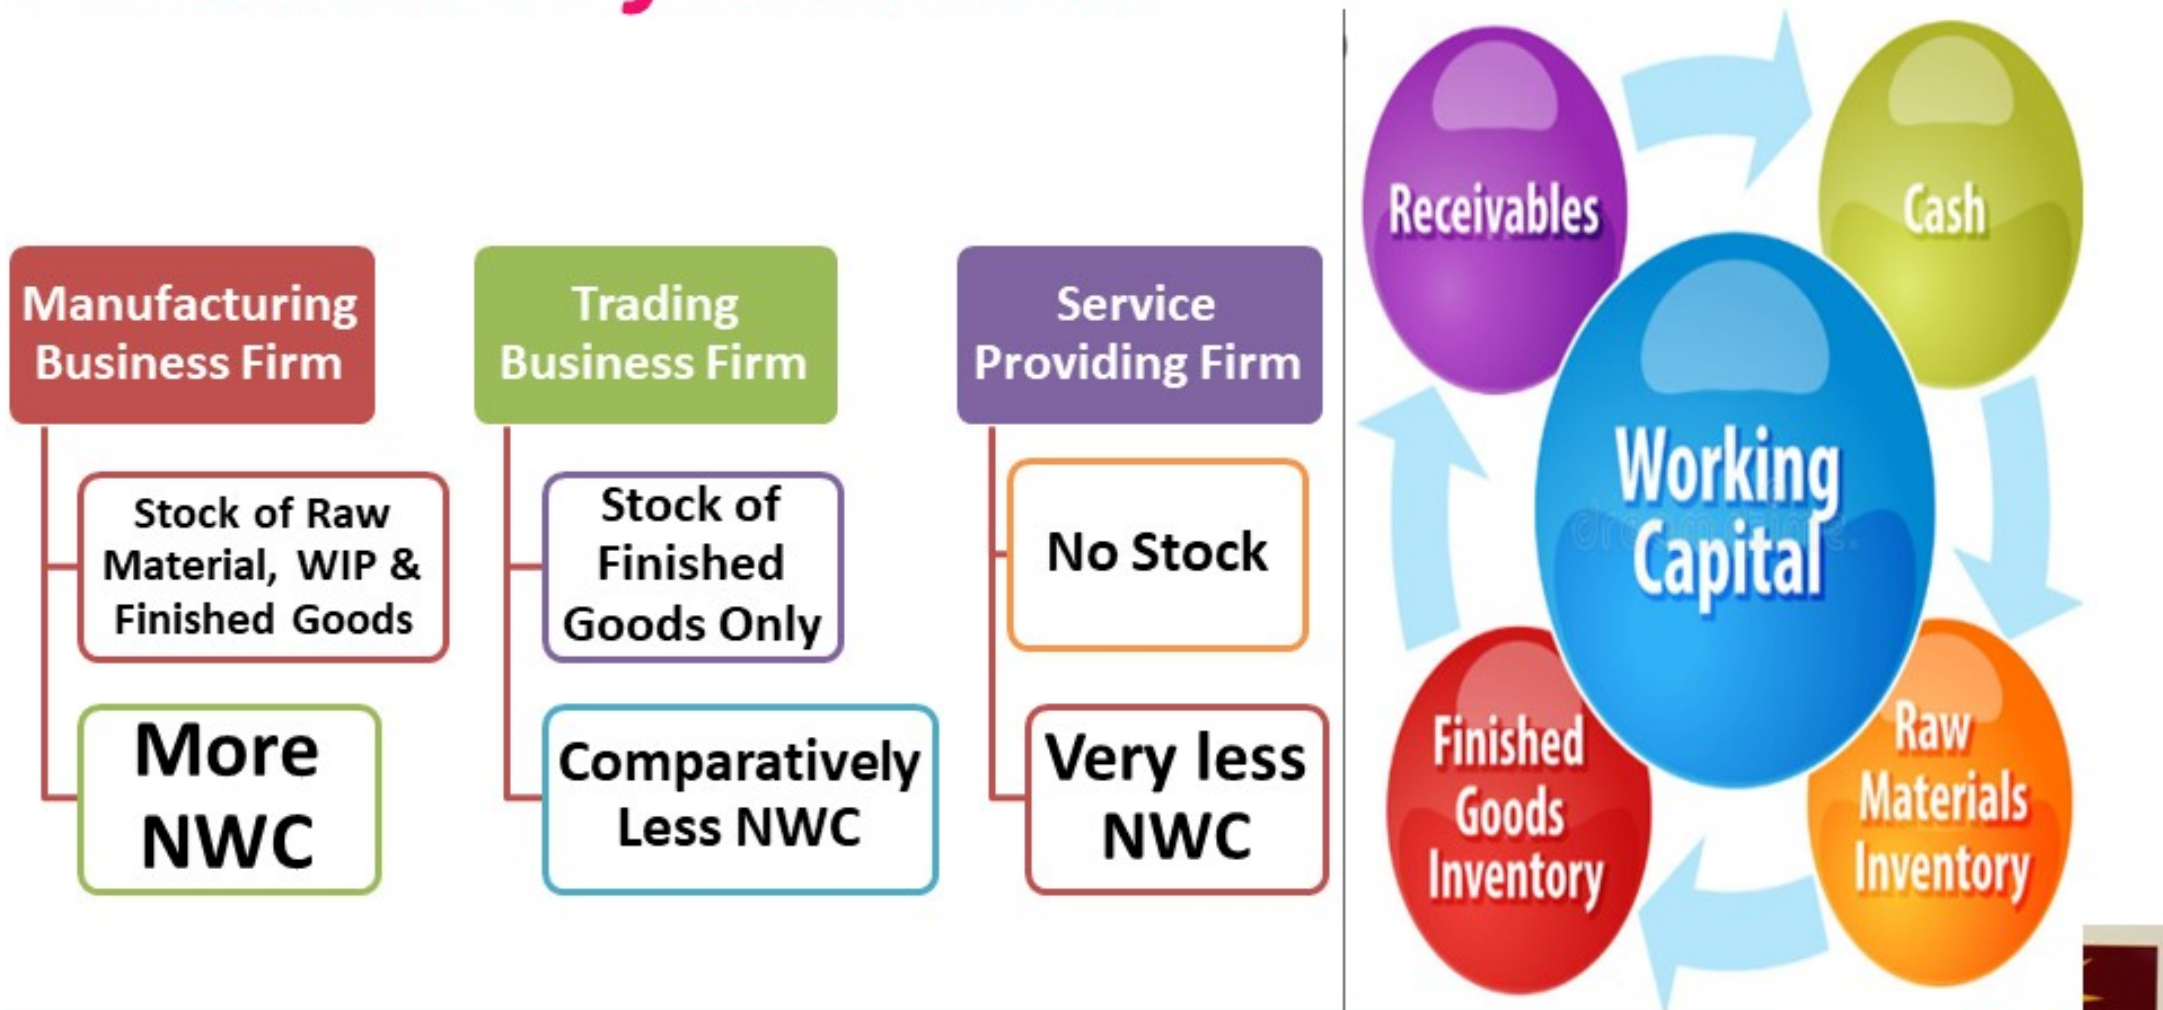 Manufacturing
Business Firm
Stock of Raw
Material, WIP &
Finished Goods
More
NWC
Trading
Business Firm
Stock of
Finished
Goods Only
Comparatively
Less NWC
Service
Providing Firm
No Stock
Very less
NWC
Receivables
Cash
Working
Capital
Finished
Goods
Inventory
Raw
Materials
Inventory